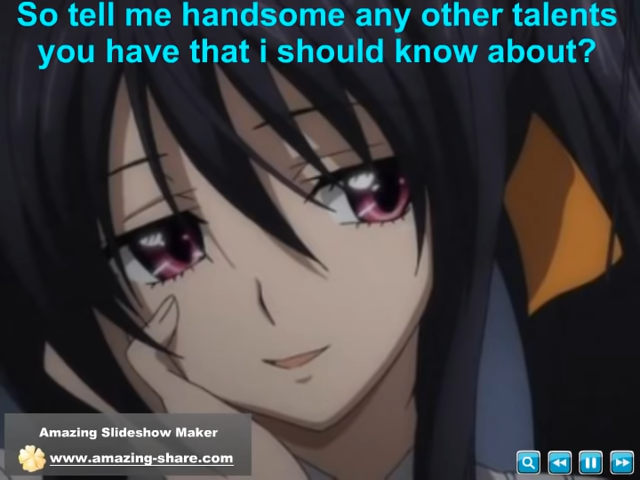 So tell me handsome any other talents
you have that i should know about?
Amazing Slideshow Maker
www.amazing-share.com